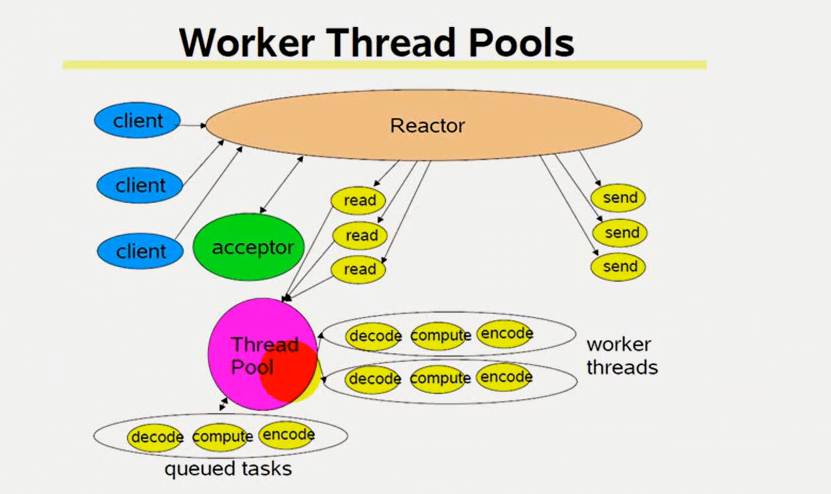 Worker Thread Pools
client
Reactor
client
read
send
client
acceptor
read
send
read
send
Thread
Pool
decode compute encode
worker
threads
decode compute encode
decode compute encode
queued tasks